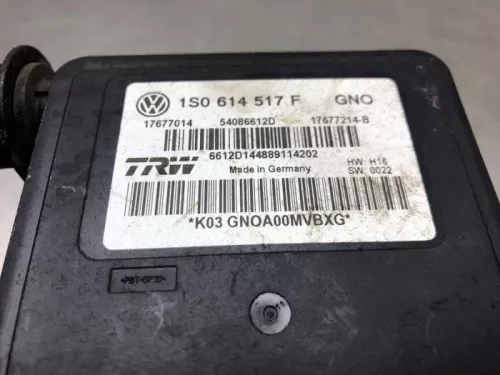 1S0 614 517 F GNO
17677014 54086612D 17677214-B
6612D144889114202
TRW Made in Germany HW: H16
SW: 0022
*K03 GNOA00MVBXG*